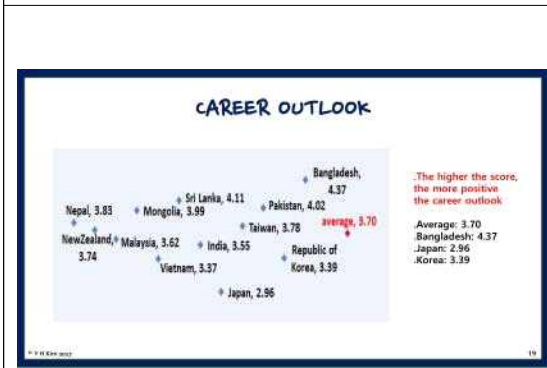 CAREER OUTLOOK
Bangladesh,
4.37
Sri Lanka, 4.11
Pakistan, 4.02
Nepal, 3.83
Mongolia, 3.99
average, 3.70
Taiwan, 3.78
NewZealand,
3.74
Malaysia, 3.62
India, 3.55
Republic of
Korea, 3.39
Vietnam, 3.37
Japan, 2.96
.The higher the score,
the more positive
the career outlook
.Average: 3.70
.Bangladesh: 4.37
.Japan: 2.96
.Korea: 3.39
19